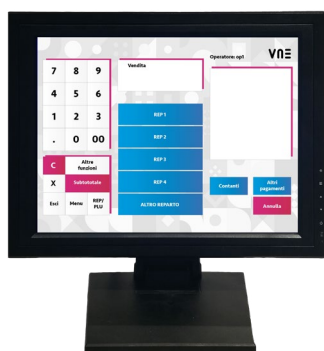 Operatore: op1
VNE
Vendita
7 8 9
4 5 6
1 2 3
. 0 00
C Altre funzioni
X Subtotale
Esci Menu REP/PLU
REP 1
REP 2
REP 3
REP 4
ALTRO REPARTO
Contanti
Altri pagamenti
Annulla